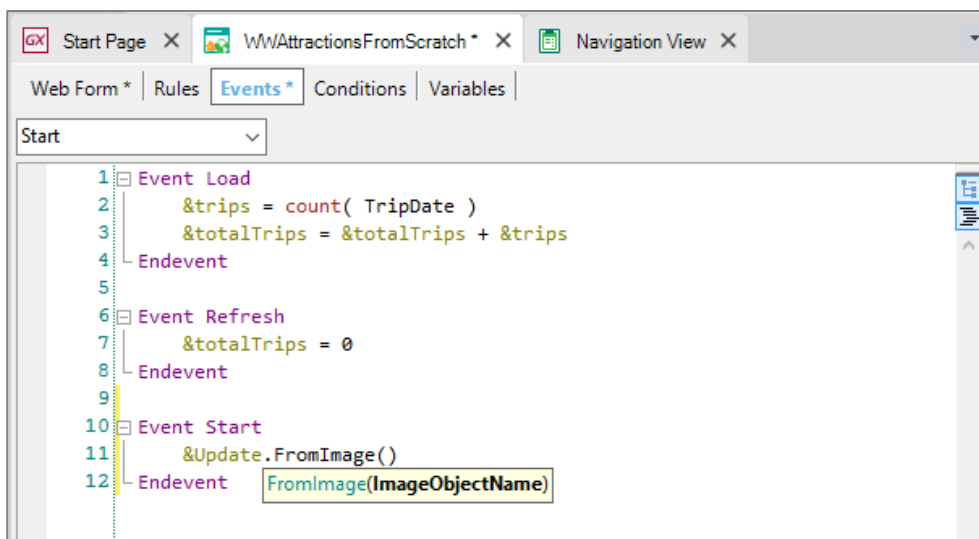 GX Start Page WWAttractionsFromScratch * Navigation View
Web Form * Rules Events * Conditions Variables
Start
1 Event Load
2 &trips = count( TripDate )
3 &totalTrips = &totalTrips + &trips
4 Endevent
5
6 Event Refresh
7 &totalTrips = 0
8 Endevent
9
10 Event Start
11 &Update.FromImage()
12 Endevent FromImage(ImageObjectName)